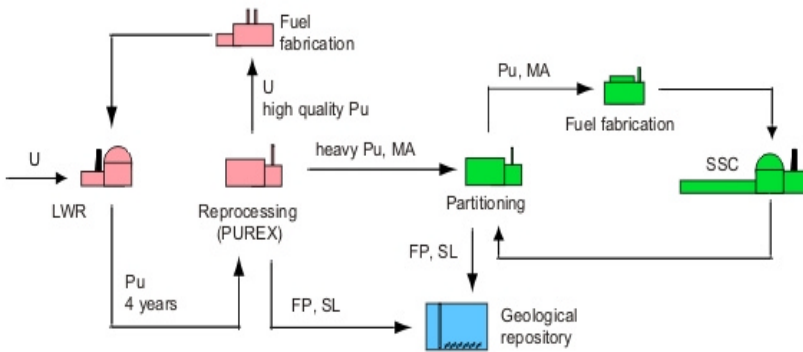 Fuel
fabrication
U
high quality Pu
Pu, MA
Fuel fabrication
U
LWR
Reprocessing
(PUREX)
heavy Pu, MA
Partitioning
SSC
Pu
4 years
FP, SL
FP, SL
Geological
repository